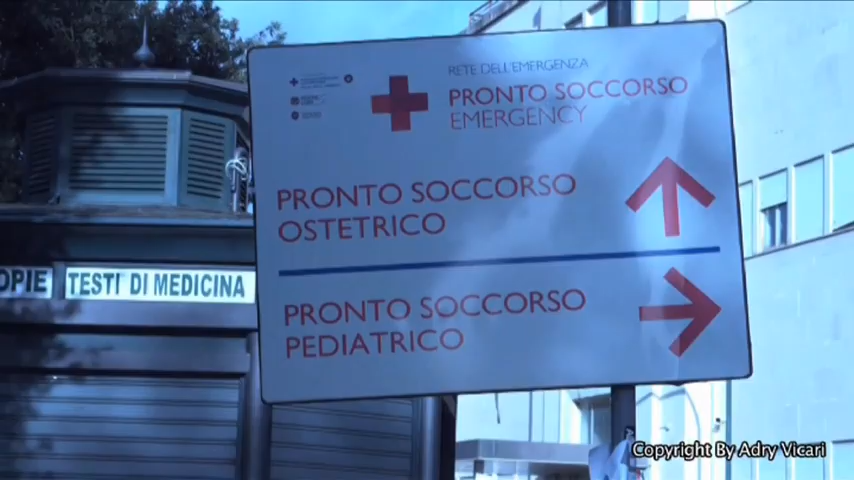 RETE DELL'EMERGENZA
PRONTO SOCCORSO
EMERGENCY
PRONTO SOCCORSO
OSTETRICO
PRONTO SOCCORSO
PEDIATRICO
OPIE
TESTI DI MEDICINA
Copyright By Adry Vicari